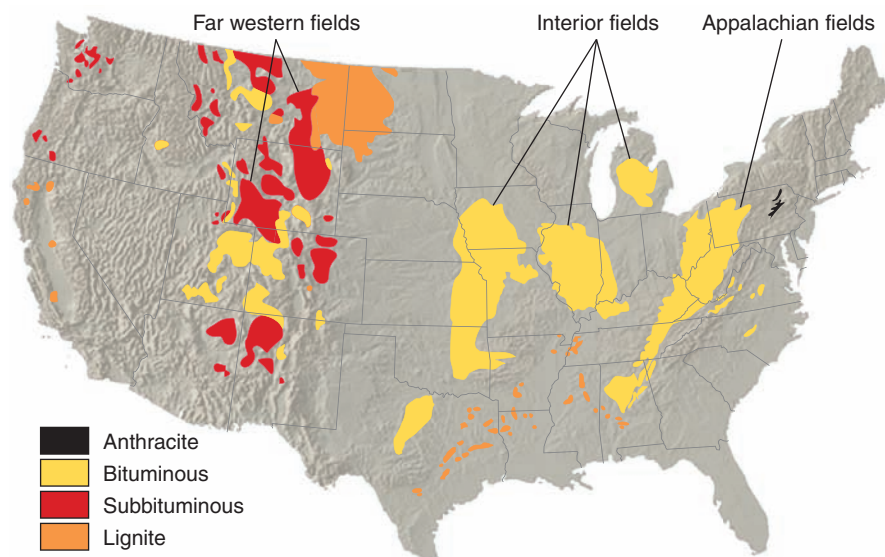 Far western fields
Interior fields
Appalachian fields
Anthracite
Bituminous
Subbituminous
Lignite